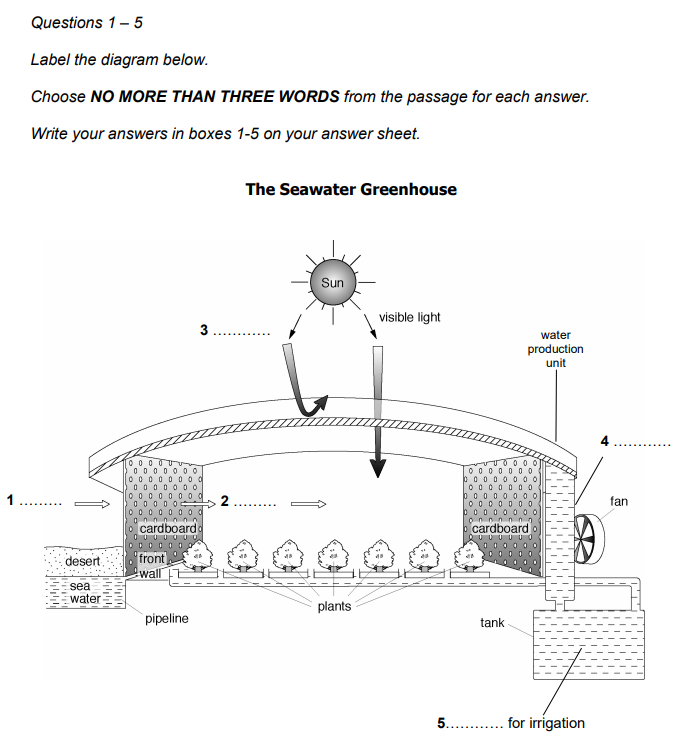 Questions 1 – 5
Label the diagram below.
Choose NO MORE THAN THREE WORDS from the passage for each answer.
Write your answers in boxes 1-5 on your answer sheet.
The Seawater Greenhouse
Sun
visible light
3 ............
water
production
unit
4 ............
1 .........
2 .........
fan
cardboard
cardboard
desert
front
wall
sea
water
plants
pipeline
tank
5............ for irrigation